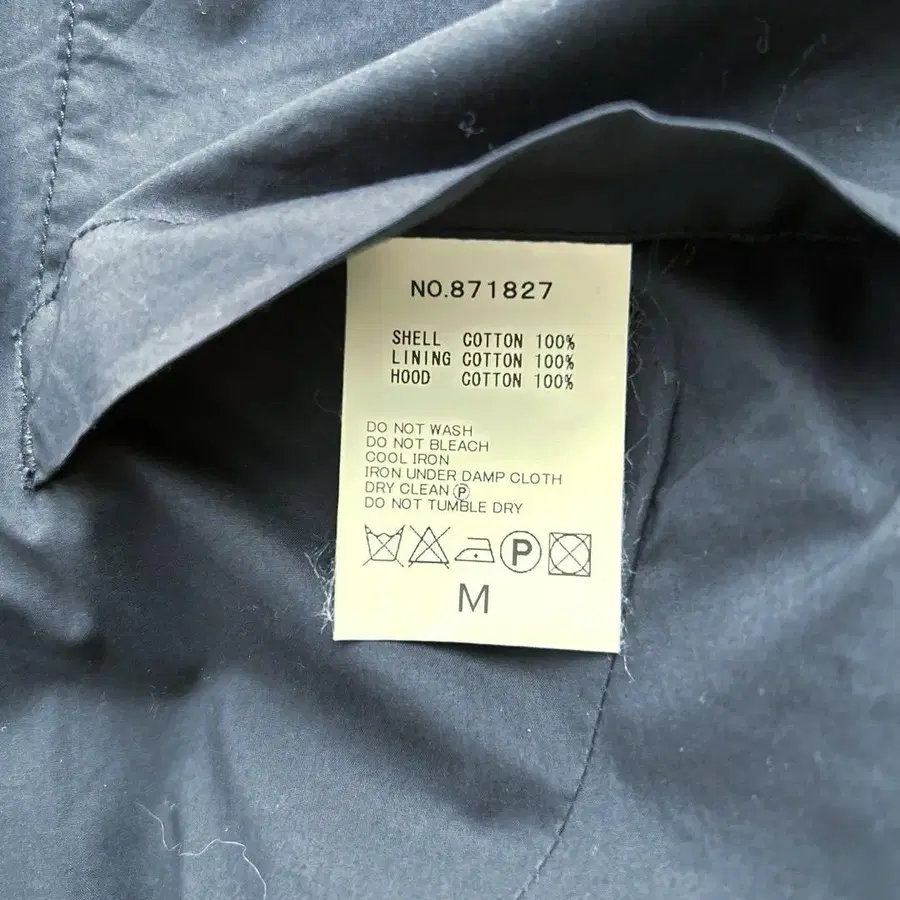 NO.871827
SHELL COTTON 100%
LINING COTTON 100%
HOOD COTTON 100%
DO NOT WASH
DO NOT BLEACH
COOL IRON
IRON UNDER DAMP CLOTH
DRY CLEAN Ⓟ
DO NOT TUMBLE DRY
P
M